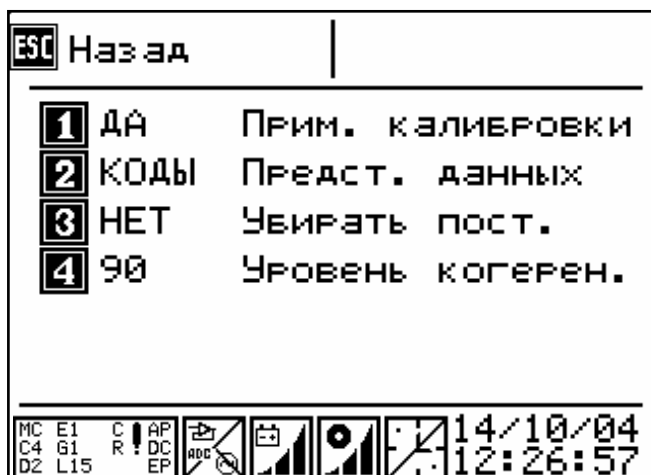 ESC Назад
1 ДА Прим. калибровки
2 КОДЫ Предст. данных
3 НЕТ Убирать пост.
4 90 Уровень когерен.
MC E1 C AP 14/10/04
C4 G1 R ! DC ADC
D2 L15 EP 12:26:57